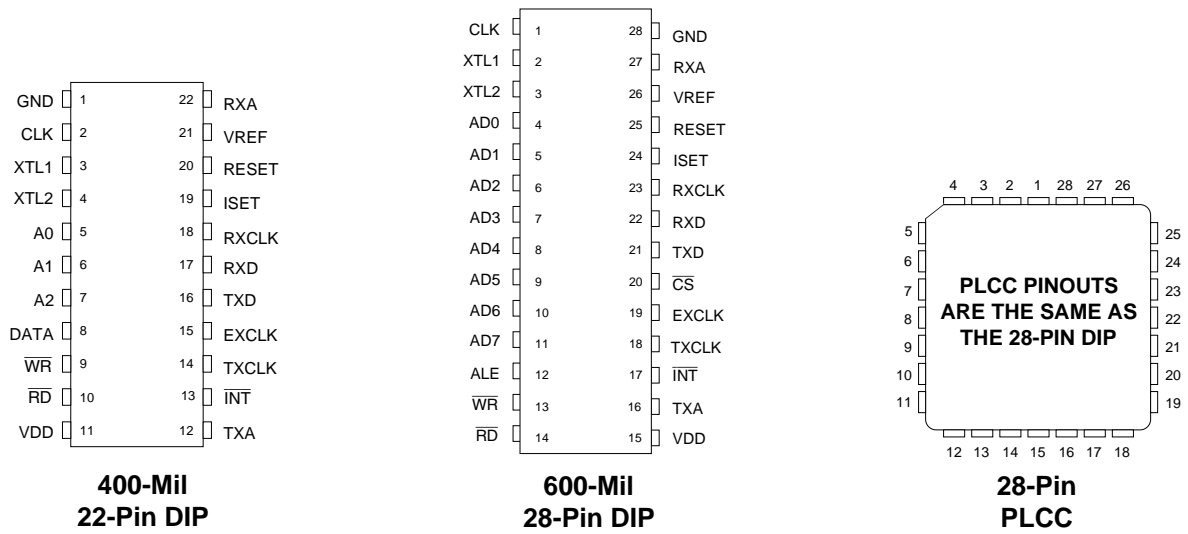 GND 1 22 RXA
CLK 2 21 VREF
XTL1 3 20 RESET
XTL2 4 19 ISET
A0 5 18 RXCLK
A1 6 17 RXD
A2 7 16 TXD
DATA 8 15 EXCLK
W̅R̅ 9 14 TXCLK
R̅D̅ 10 13 I̅N̅T̅
VDD 11 12 TXA
400-Mil
22-Pin DIP
CLK 1 28 GND
XTL1 2 27 RXA
XTL2 3 26 VREF
AD0 4 25 RESET
AD1 5 24 ISET
AD2 6 23 RXCLK
AD3 7 22 RXD
AD4 8 21 TXD
AD5 9 20 C̅S̅
AD6 10 19 EXCLK
AD7 11 18 TXCLK
ALE 12 17 I̅N̅T̅
W̅R̅ 13 16 TXA
R̅D̅ 14 15 VDD
600-Mil
28-Pin DIP
4 3 2 1 28 27 26
5 25
6 24
7 PLCC PINOUTS 23
8 ARE THE SAME AS 22
9 THE 28-PIN DIP 21
10 20
11 19
12 13 14 15 16 17 18
28-Pin
PLCC